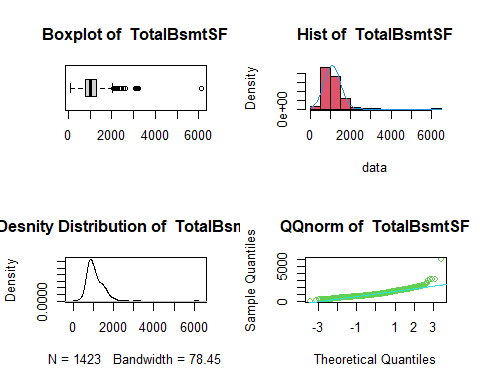 Boxplot of TotalBsmtSF
0 2000 4000 6000
Hist of TotalBsmtSF
Density
0e+00
0 2000 4000 6000
data
Desnity Distribution of TotalBsm
Density
0.0000
0 2000 4000 6000
N = 1423 Bandwidth = 78.45
QQnorm of TotalBsmtSF
Sample Quantiles
0 5000
-3 -1 1 2 3
Theoretical Quantiles